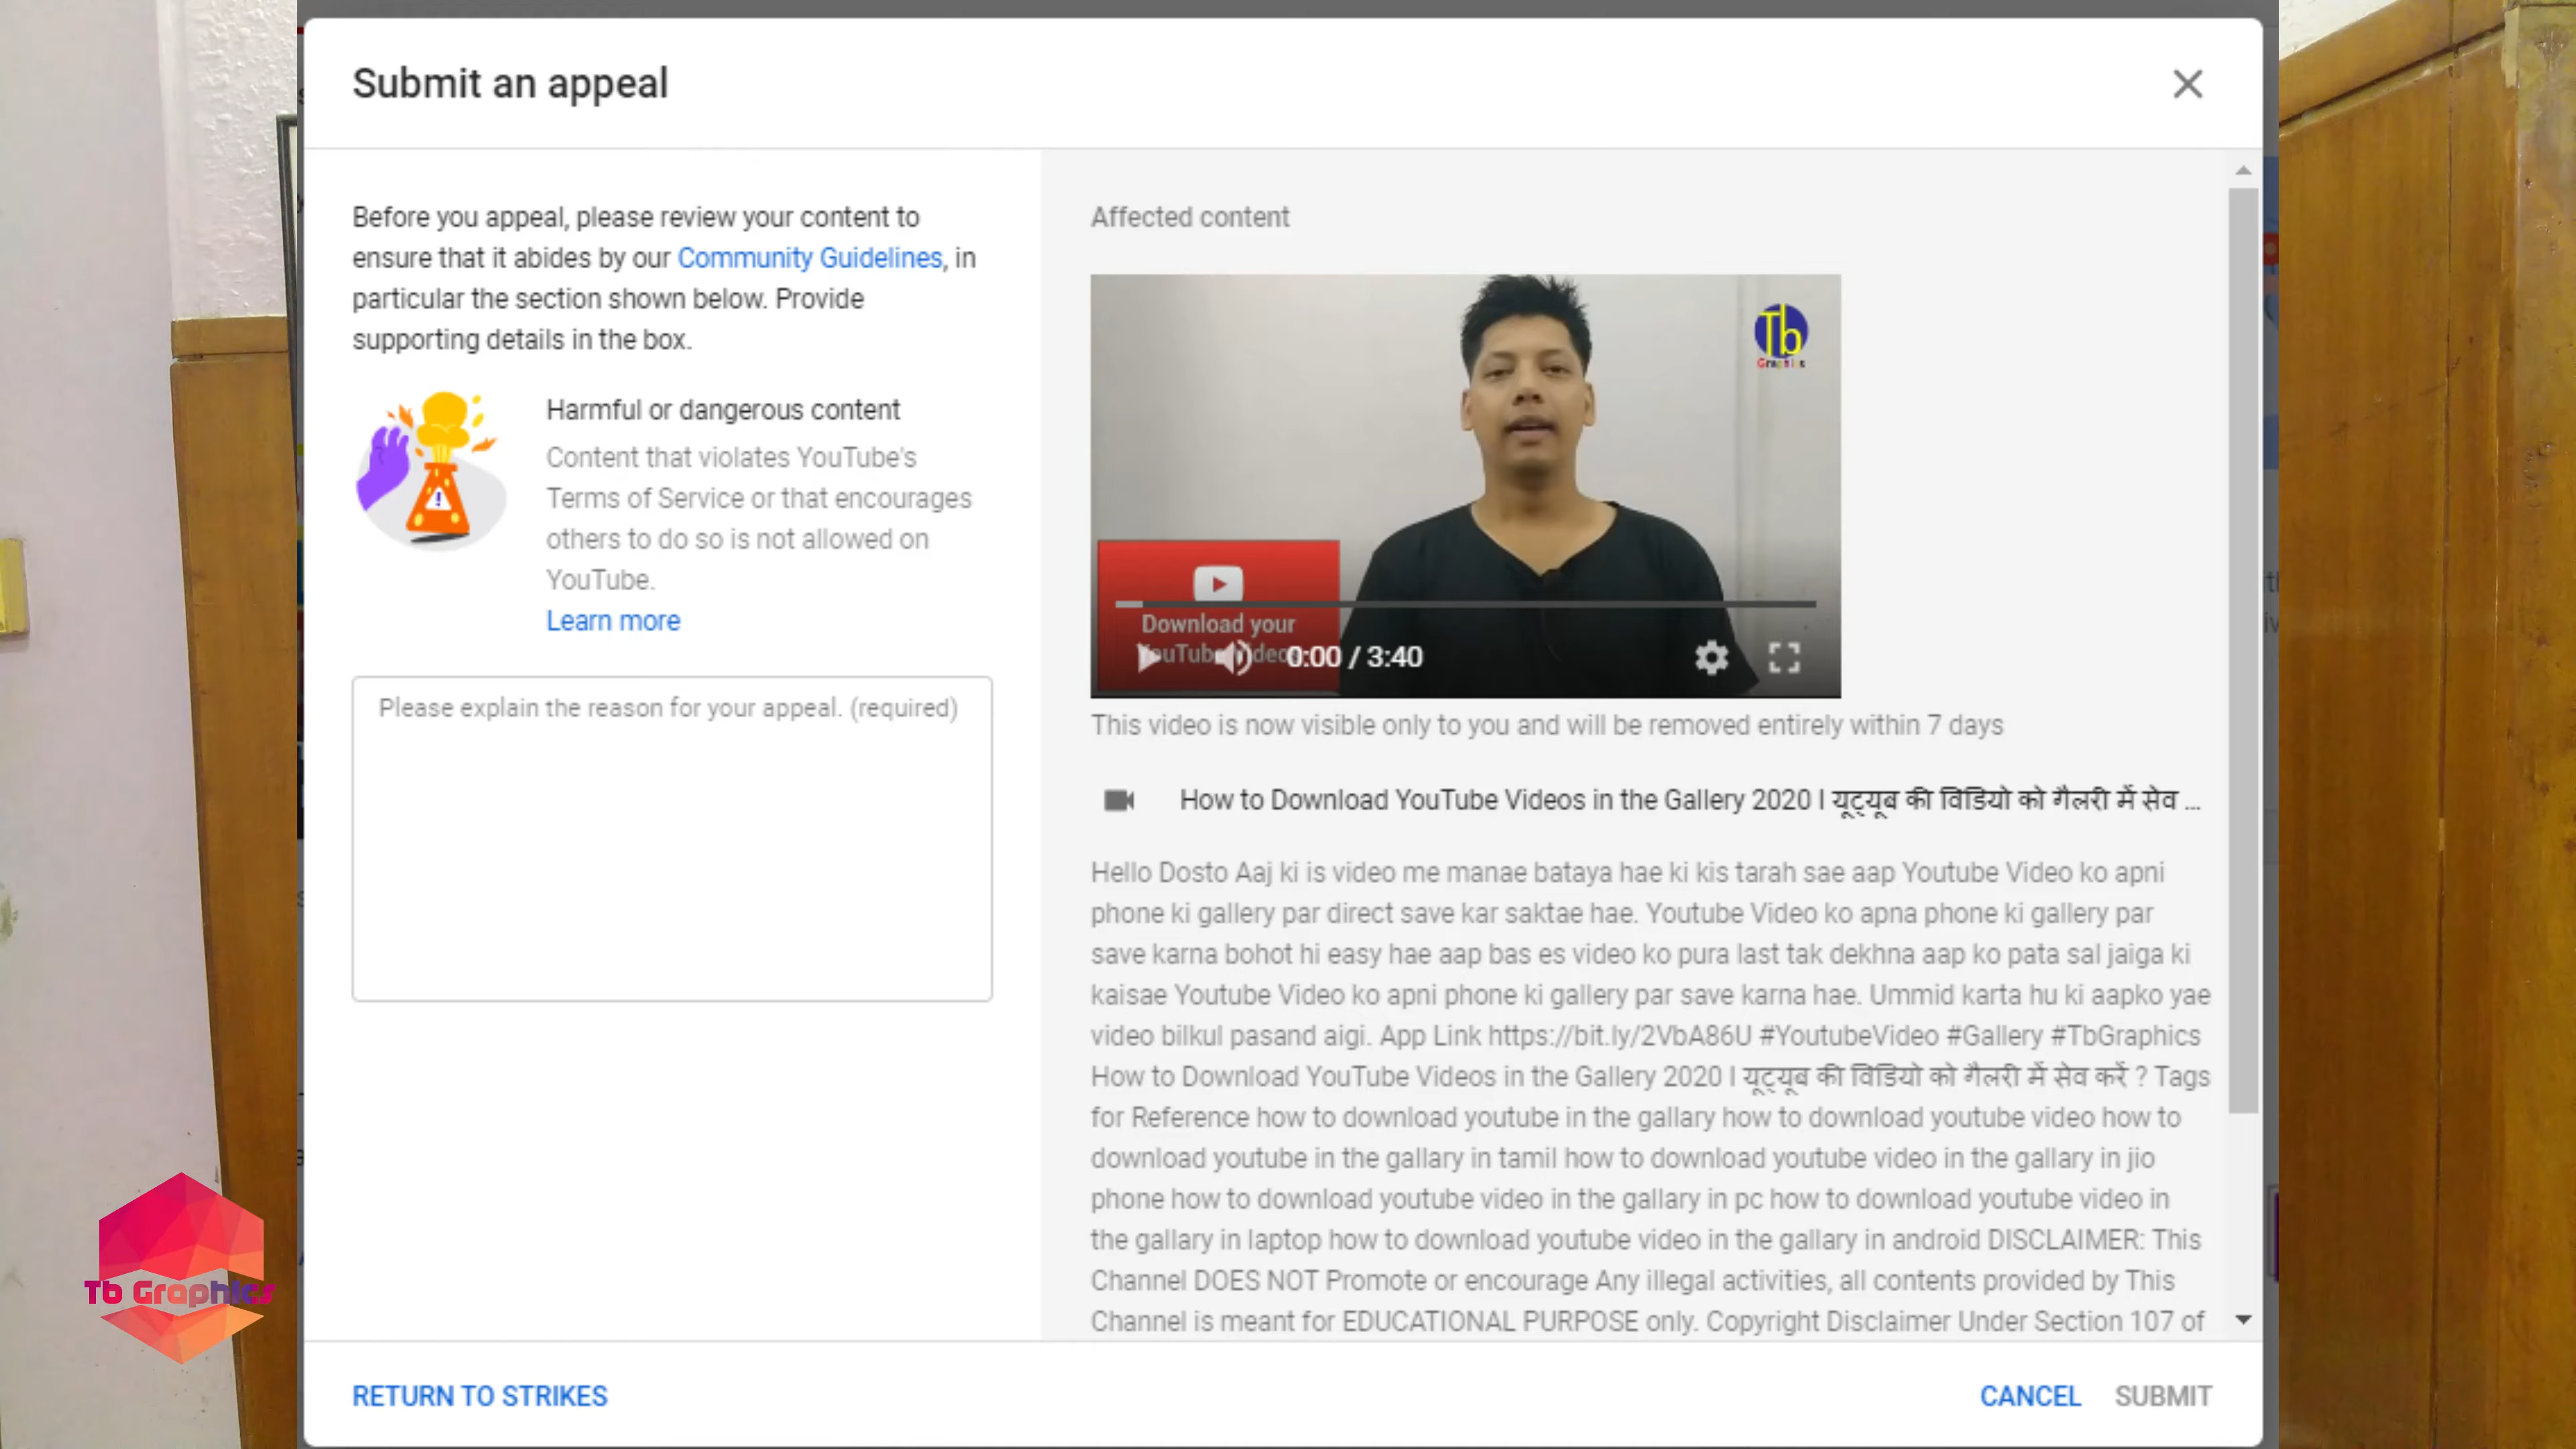 Submit an appeal
Before you appeal, please review your content to
ensure that it abides by our Community Guidelines, in
particular the section shown below. Provide
supporting details in the box.
Harmful or dangerous content
Content that violates YouTube's
Terms of Service or that encourages
others to do so is not allowed on
YouTube.
Learn more
Please explain the reason for your appeal. (required)
Affected content
Tb
Graphics
Download your
YouTube Videos
0:00 / 3:40
This video is now visible only to you and will be removed entirely within 7 days
How to Download YouTube Videos in the Gallery 2020 l यूट्यूब की विडियो को गैलरी में सेव ...
Hello Dosto Aaj ki is video me manae bataya hae ki kis tarah sae aap Youtube Video ko apni
phone ki gallery par direct save kar saktae hae. Youtube Video ko apna phone ki gallery par
save karna bohot hi easy hae aap bas es video ko pura last tak dekhna aap ko pata sal jaiga ki
kaisae Youtube Video ko apni phone ki gallery par save karna hae. Ummid karta hu ki aapko yae
video bilkul pasand aigi. App Link https://bit.ly/2VbA86U #YoutubeVideo #Gallery #TbGraphics
How to Download YouTube Videos in the Gallery 2020 l यूट्यूब की विडियो को गैलरी में सेव करें ? Tags
for Reference how to download youtube in the gallary how to download youtube video how to
download youtube in the gallary in tamil how to download youtube video in the gallary in jio
phone how to download youtube video in the gallary in pc how to download youtube video in
the gallary in laptop how to download youtube video in the gallary in android DISCLAIMER: This
Channel DOES NOT Promote or encourage Any illegal activities, all contents provided by This
Channel is meant for EDUCATIONAL PURPOSE only. Copyright Disclaimer Under Section 107 of
RETURN TO STRIKES
CANCEL SUBMIT
Tb Graphics